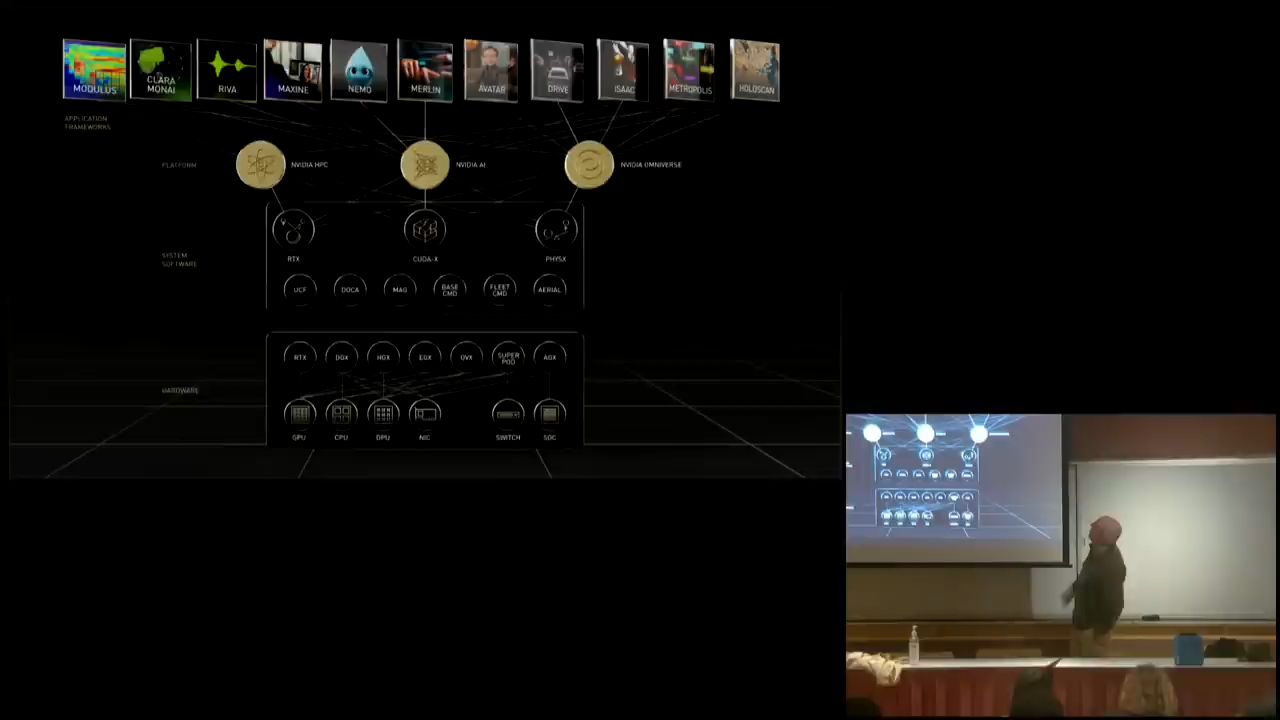 MODULUS
CLARA
MONAI
RIVA
MAXINE
NEMO
MERLIN
AVATAR
DRIVE
ISAAC
METROPOLIS
HOLOSCAN
APPLICATION
FRAMEWORKS
PLATFORM
NVIDIA HPC
NVIDIA AI
NVIDIA OMNIVERSE
SYSTEM
SOFTWARE
RTX
CUDA-X
PHYSX
UCF
DOCA
MAG
BASE
CMD
FLEET
CMD
AERIAL
HARDWARE
RTX
DGX
HGX
EGX
OVX
SUPER
POD
AGX
GPU
CPU
DPU
NIC
SWITCH
SOC